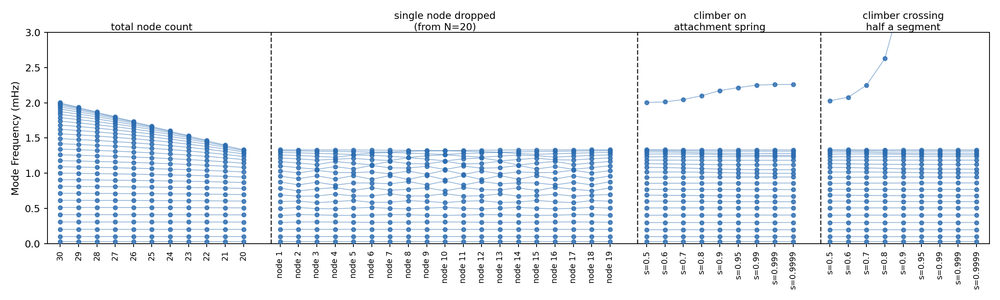 total node count
single node dropped
(from N=20)
climber on
attachment spring
climber crossing
half a segment
Mode Frequency (mHz)
3.0
2.5
2.0
1.5
1.0
0.5
0.0
30
29
28
27
26
25
24
23
22
21
20
node 1
node 2
node 3
node 4
node 5
node 6
node 7
node 8
node 9
node 10
node 11
node 12
node 13
node 14
node 15
node 16
node 17
node 18
node 19
s=0.5
s=0.6
s=0.7
s=0.8
s=0.9
s=0.95
s=0.99
s=0.999
s=0.9999
s=0.5
s=0.6
s=0.7
s=0.8
s=0.9
s=0.95
s=0.99
s=0.999
s=0.9999